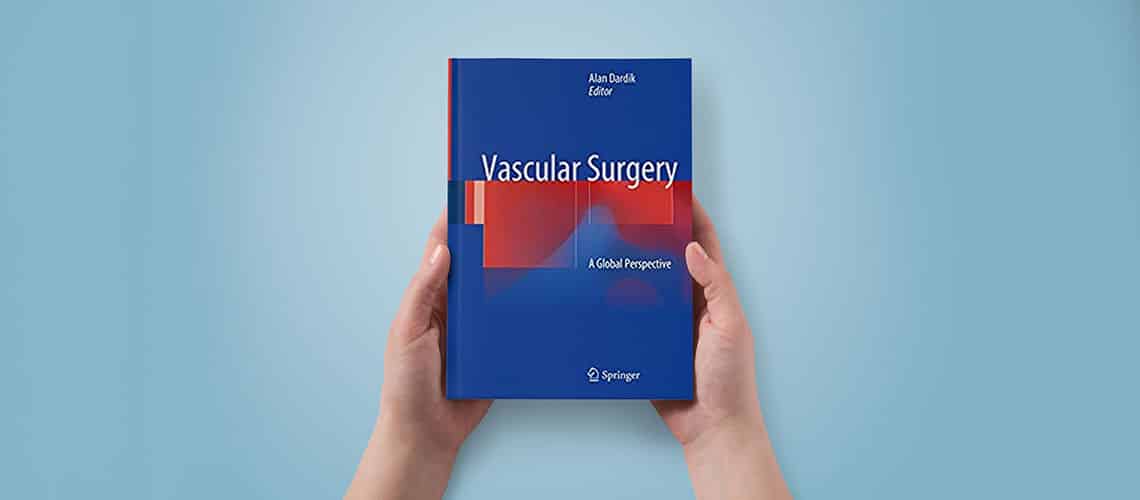 Alan Dardik
Editor
Vascular Surgery
A Global Perspective
Springer